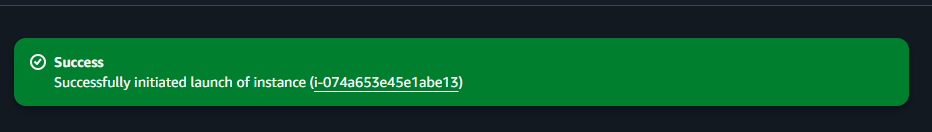 Success
Successfully initiated launch of instance (i-074a653e45e1abe13)